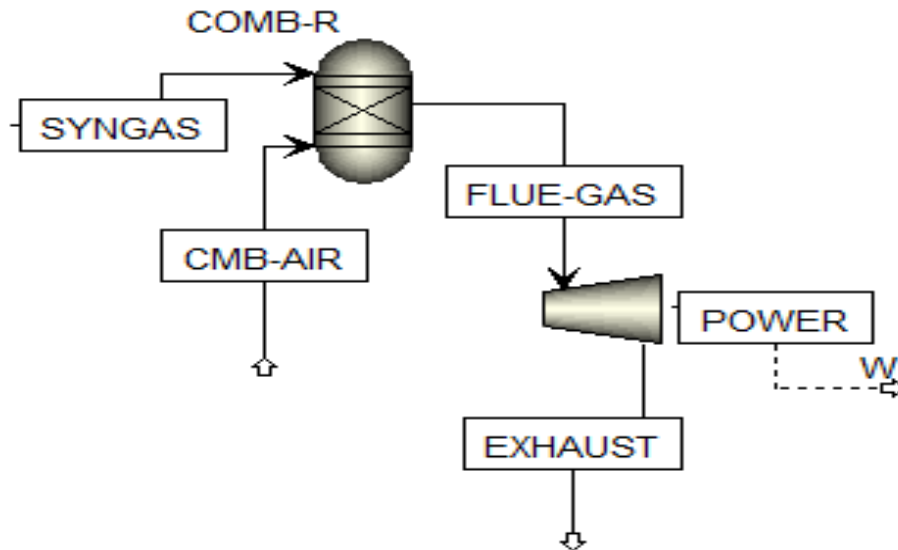 COMB-R
SYNGAS
FLUE-GAS
CMB-AIR
POWER
W
EXHAUST